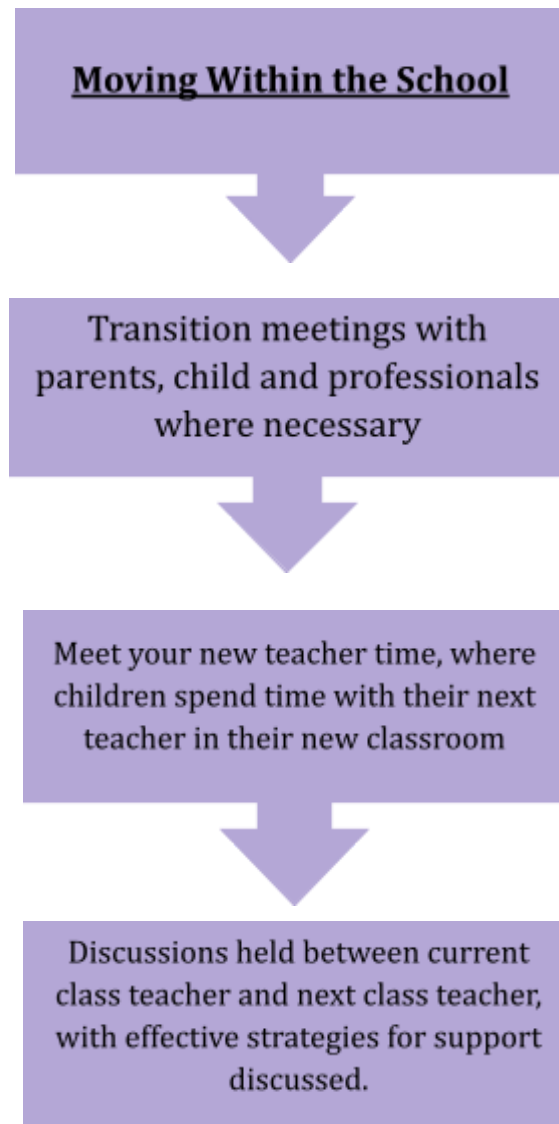 Moving Within the School
Transition meetings with
parents, child and professionals
where necessary
Meet your new teacher time, where
children spend time with their next
teacher in their new classroom
Discussions held between current
class teacher and next class teacher,
with effective strategies for support
discussed.